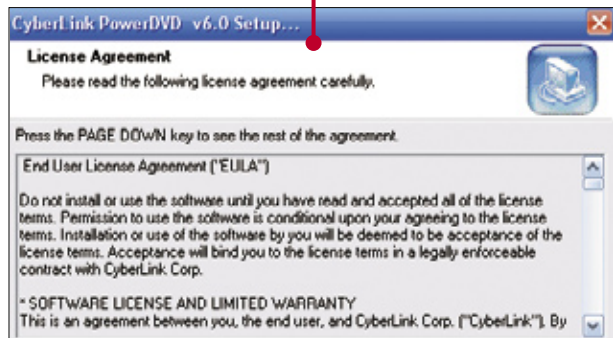 CyberLink PowerDVD v6.0 Setup...
License Agreement
Please read the following license agreement carefully.
Press the PAGE DOWN key to see the rest of the agreement.
End User License Agreement ("EULA")
Do not install or use the software until you have read and accepted all of the license
terms. Permission to use the software is conditional upon your agreeing to the license
terms. Installation or use of the software by you will be deemed to be acceptance of the
license terms. Acceptance will bind you to the license terms in a legally enforceable
contract with CyberLink Corp.
* SOFTWARE LICENSE AND LIMITED WARRANTY
This is an agreement between you, the end user, and CyberLink Corp. ("CyberLink"). By